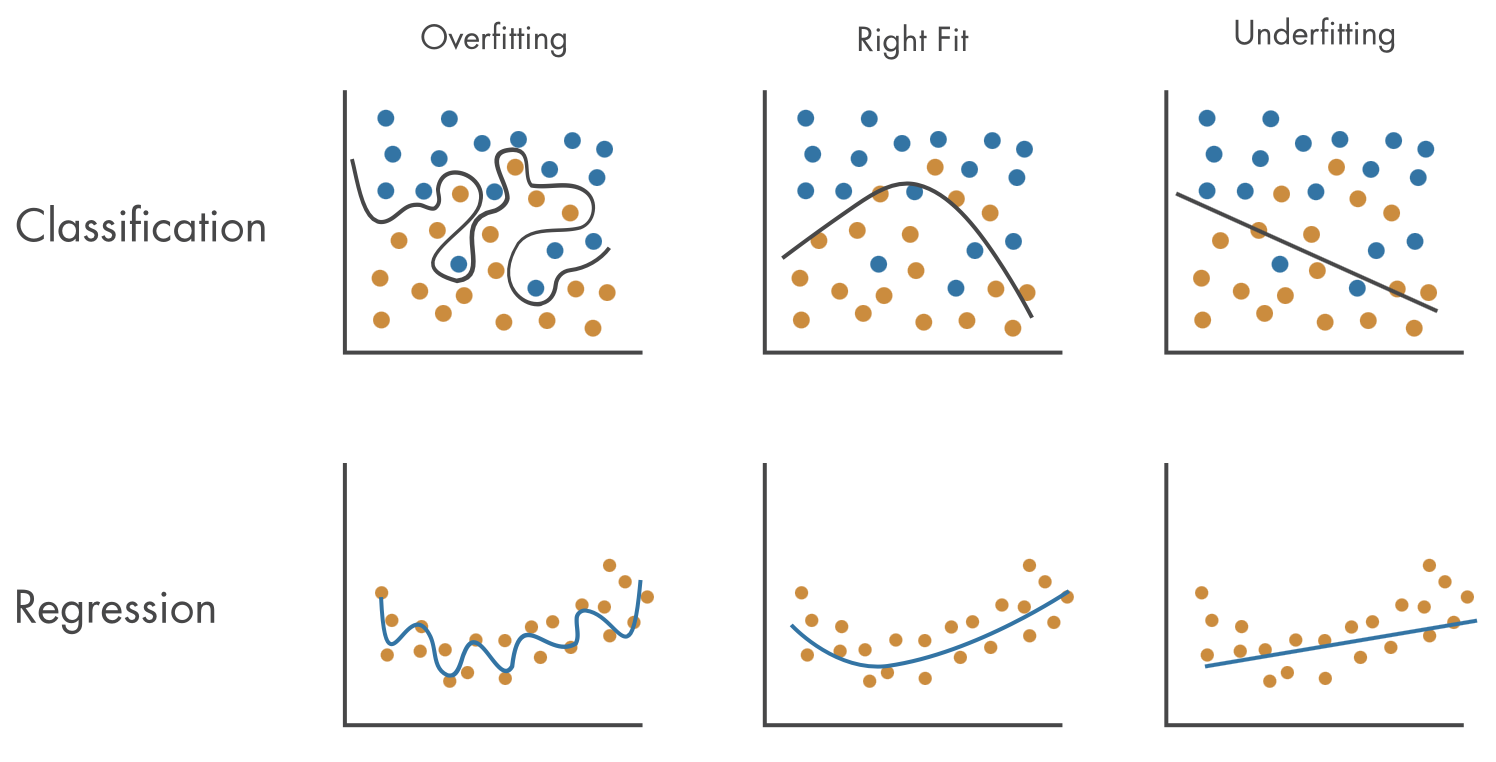 Overfitting
Right Fit
Underfitting
Classification
Regression